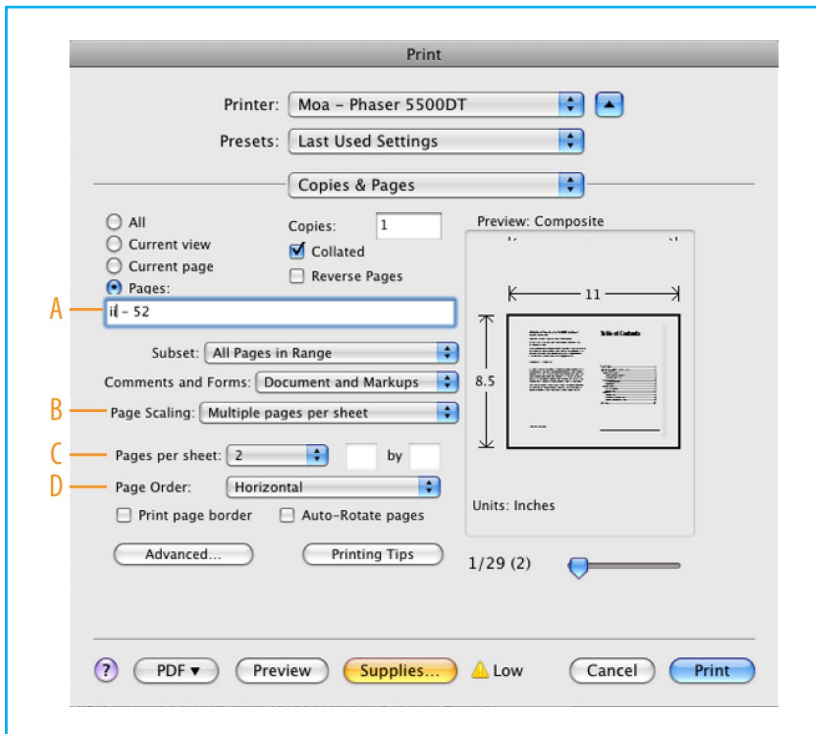 Print
Printer: Moa – Phaser 5500DT
Presets: Last Used Settings
Copies & Pages
All
Current view
Current page
Pages:
Copies: 1
Collated
Reverse Pages
A
ii – 52
Subset: All Pages in Range
Comments and Forms: Document and Markups
B
Page Scaling: Multiple pages per sheet
C
Pages per sheet: 2 by
D
Page Order: Horizontal
Print page border
Auto-Rotate pages
Advanced...
Printing Tips
Preview: Composite
11
8.5
Table of Contents
Units: Inches
1/29 (2)
?
PDF ▼
Preview
Supplies...
Low
Cancel
Print